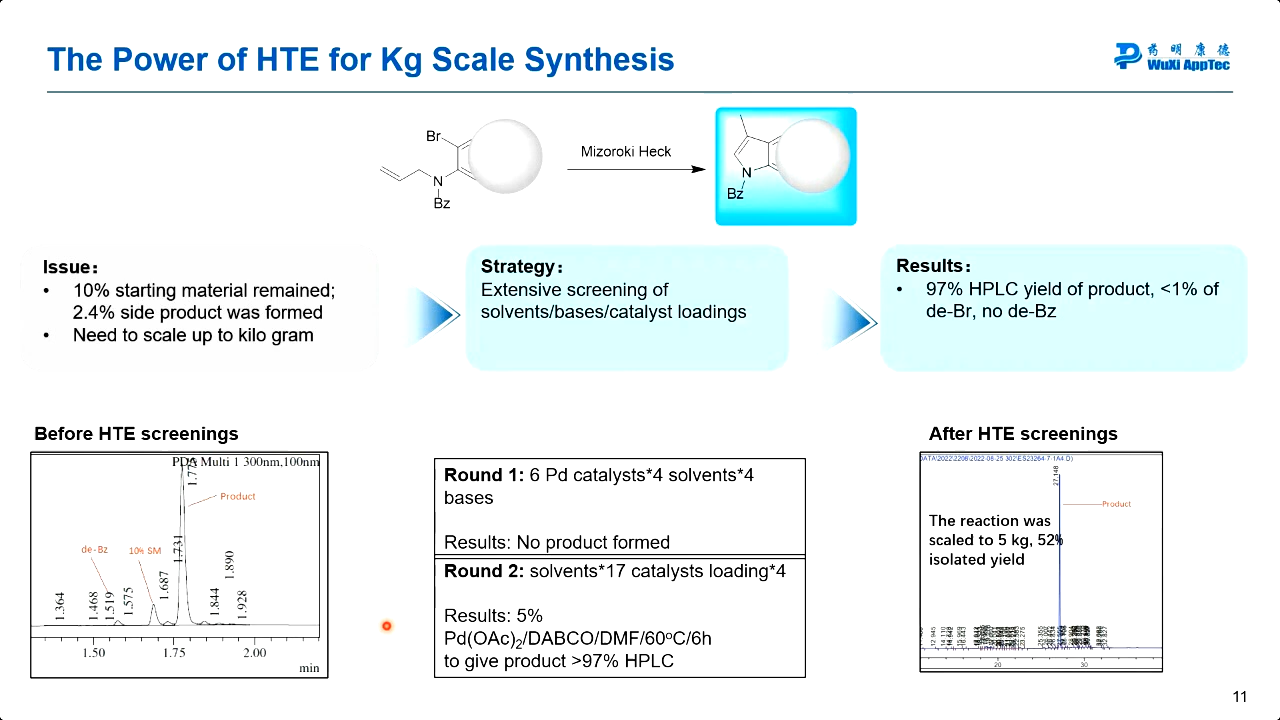 The Power of HTE for Kg Scale Synthesis
药 明 康 德
WuXi AppTec
Br
N
Bz
Mizoroki Heck
N
Bz
Issue：
• 10% starting material remained;
2.4% side product was formed
• Need to scale up to kilo gram
Strategy：
Extensive screening of
solvents/bases/catalyst loadings
Results：
• 97% HPLC yield of product, <1% of
de-Br, no de-Bz
Before HTE screenings
PDA Multi 1 300nm,100nm
Product
de-Bz
10% SM
1.364
1.468
1.519
1.575
1.687
1.731
1.844
1.890
1.928
1.50 1.75 2.00
min
Round 1: 6 Pd catalysts*4 solvents*4
bases
Results: No product formed
Round 2: solvents*17 catalysts loading*4
Results: 5%
Pd(OAc)₂/DABCO/DMF/60ºC/6h
to give product >97% HPLC
After HTE screenings
27.148
Product
The reaction was
scaled to 5 kg, 52%
isolated yield
20 30
11